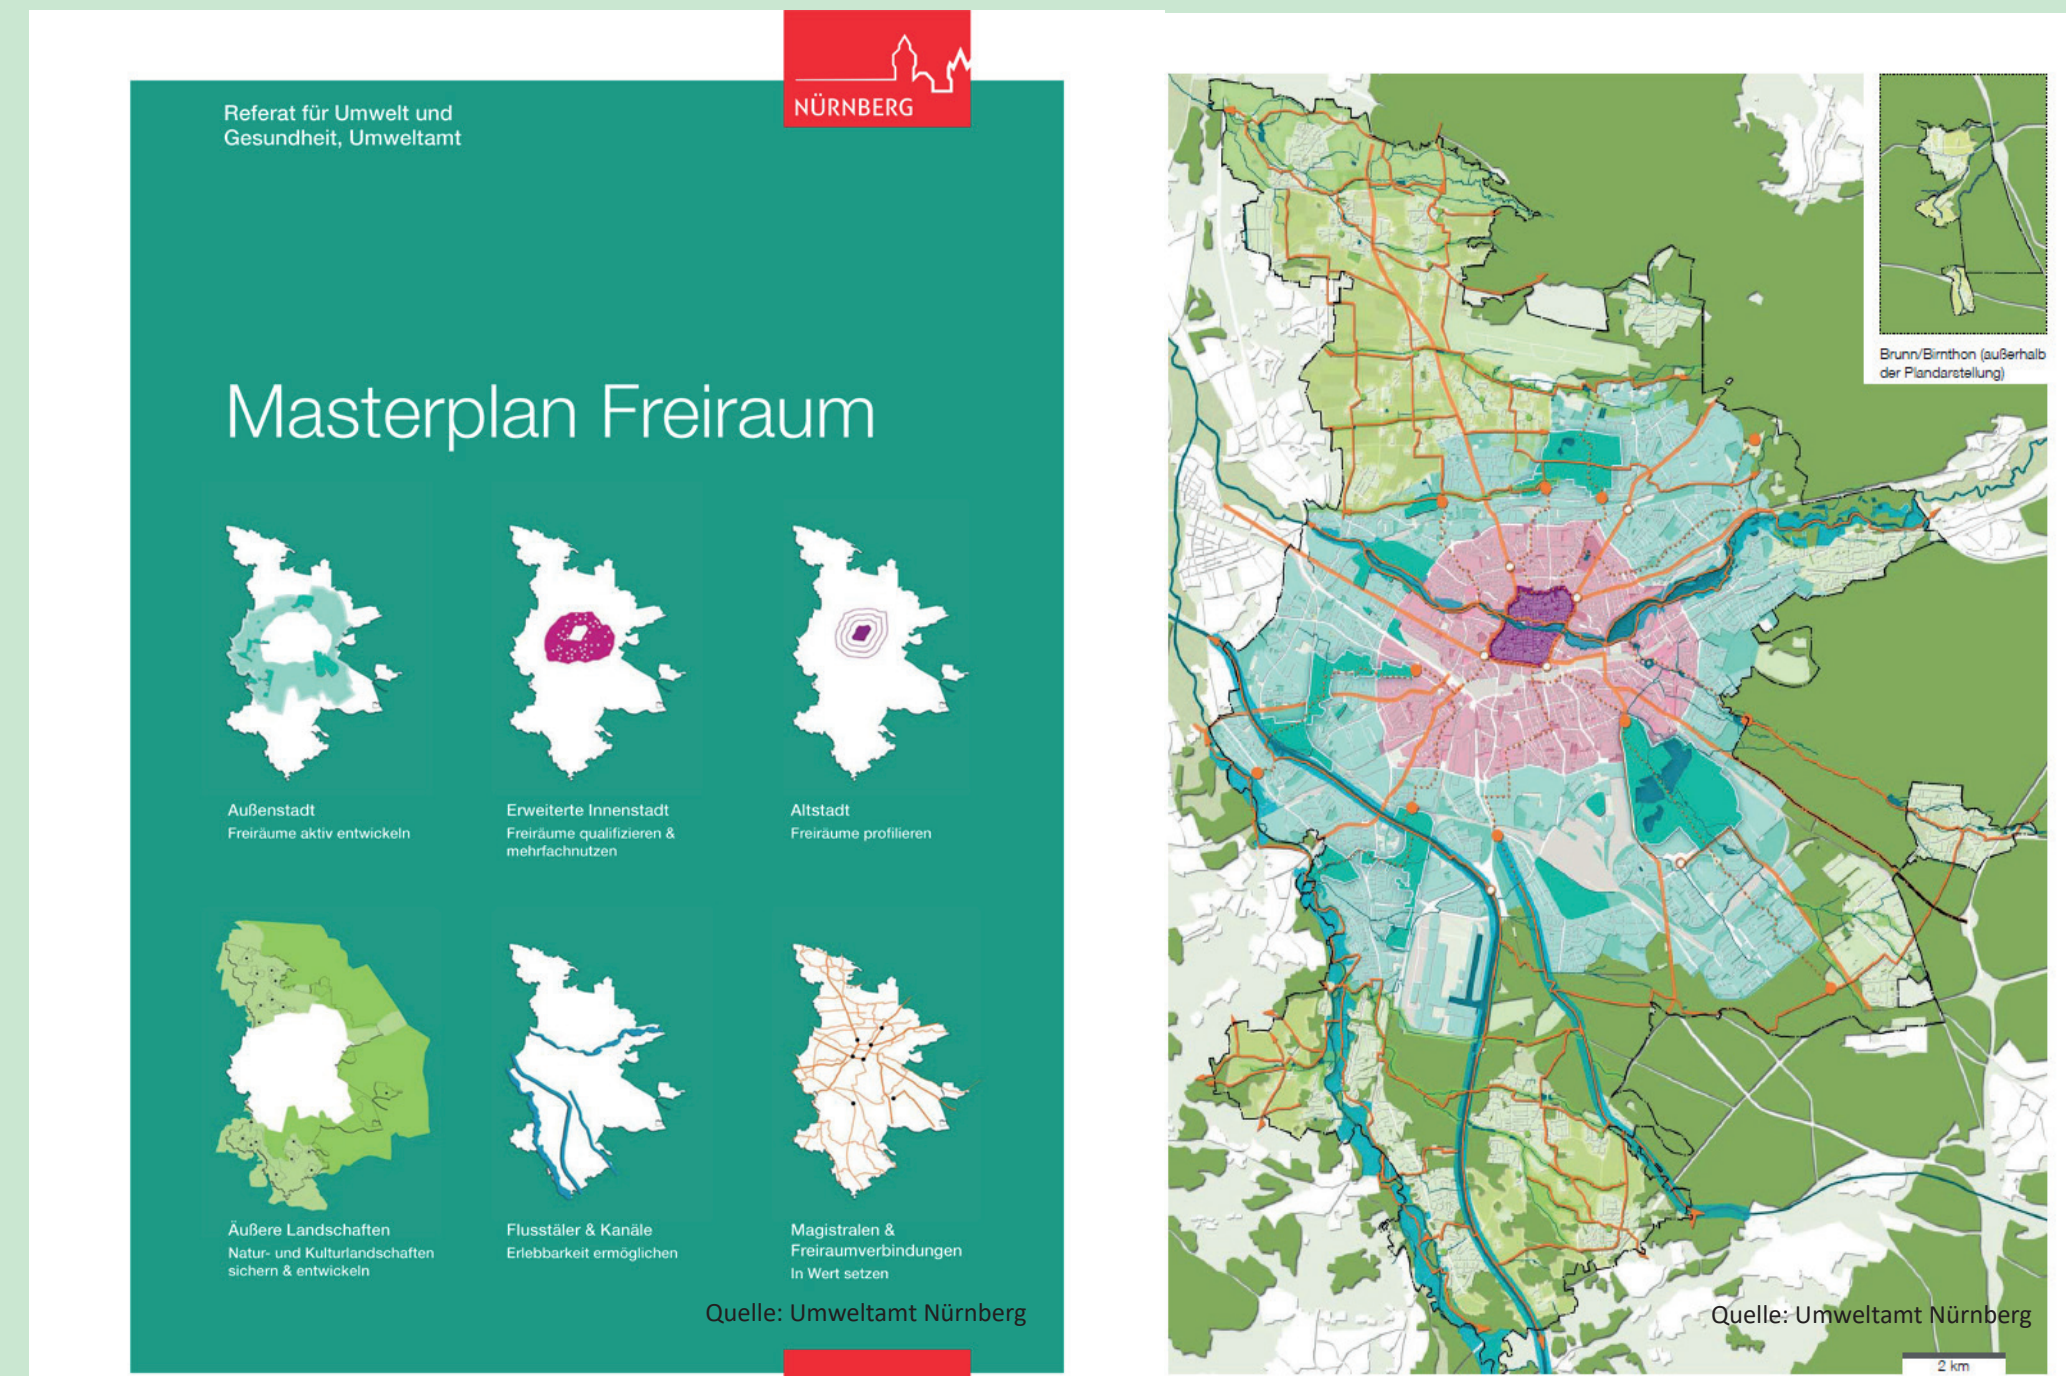 Referat für Umwelt und
Gesundheit, Umweltamt
NÜRNBERG
Masterplan Freiraum
Außenstadt
Freiräume aktiv entwickeln
Erweiterte Innenstadt
Freiräume qualifizieren &
mehrfachnutzen
Altstadt
Freiräume profilieren
Äußere Landschaften
Natur- und Kulturlandschaften
sichern & entwickeln
Flusstäler & Kanäle
Erlebbarkeit ermöglichen
Magistralen &
Freiraumverbindungen
In Wert setzen
Quelle: Umweltamt Nürnberg
Brunn/Birnthon (außerhalb
der Plandarstellung)
Quelle: Umweltamt Nürnberg
2 km